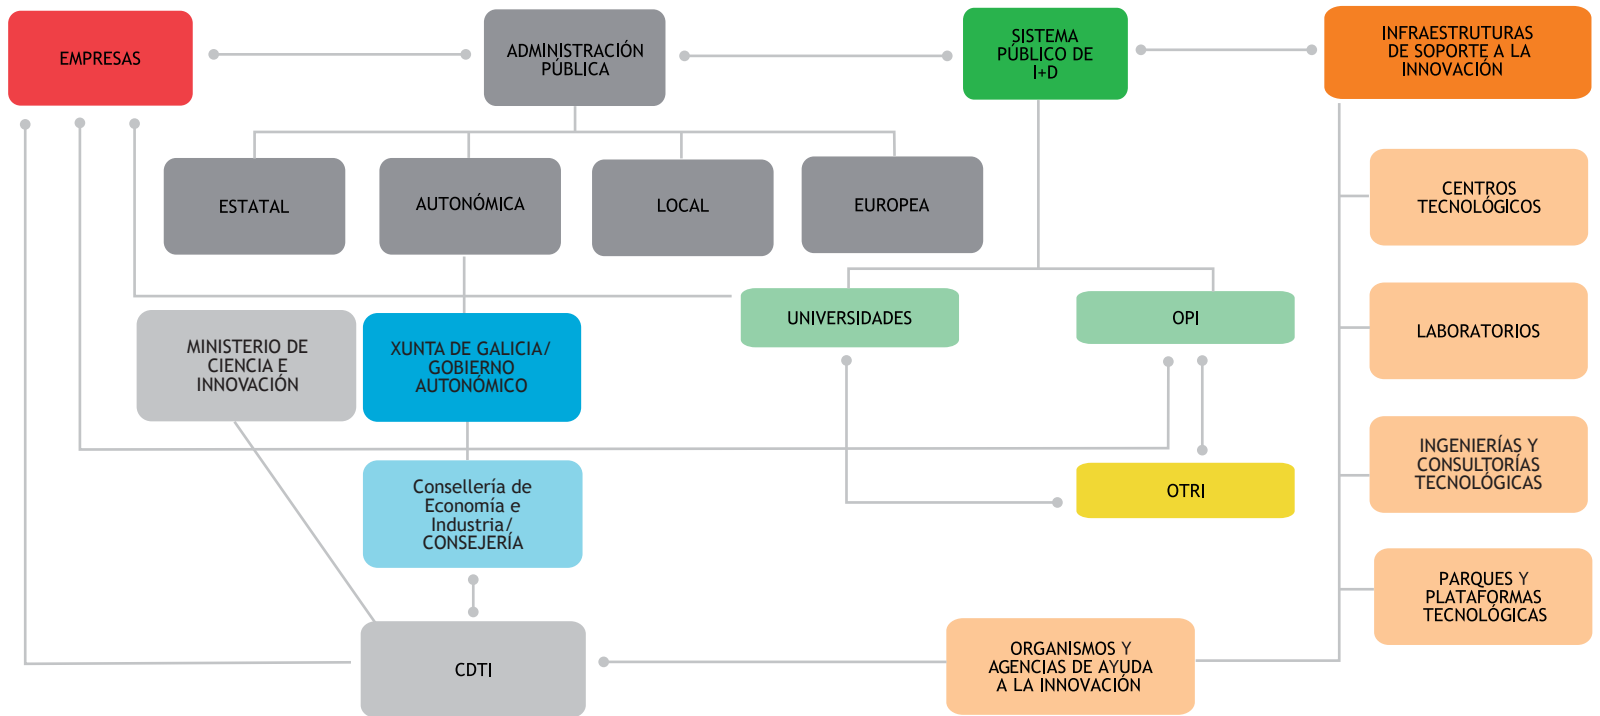 EMPRESAS
ADMINISTRACIÓN
PÚBLICA
SISTEMA
PÚBLICO DE
I+D
INFRAESTRUTURAS
DE SOPORTE A LA
INNOVACIÓN
ESTATAL
AUTONÓMICA
LOCAL
EUROPEA
CENTROS
TECNOLÓGICOS
UNIVERSIDADES
OPI
LABORATORIOS
MINISTERIO DE
CIENCIA E
INNOVACIÓN
XUNTA DE GALICIA/
GOBIERNO
AUTONÓMICO
INGENIERÍAS Y
CONSULTORÍAS
TECNOLÓGICAS
Consellería de
Economía e
Industria/
CONSEJERÍA
OTRI
PARQUES Y
PLATAFORMAS
TECNOLÓGICAS
CDTI
ORGANISMOS Y
AGENCIAS DE AYUDA
A LA INNOVACIÓN